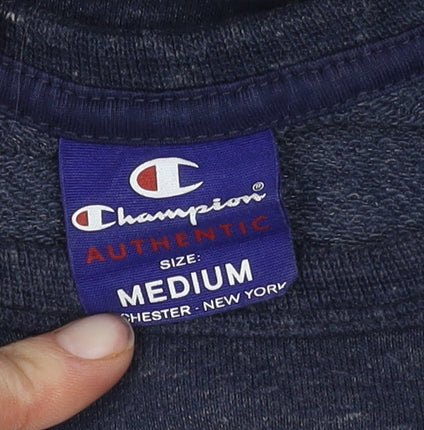 Champion®
AUTHENTIC
SIZE:
MEDIUM
CHESTER - NEW YORK